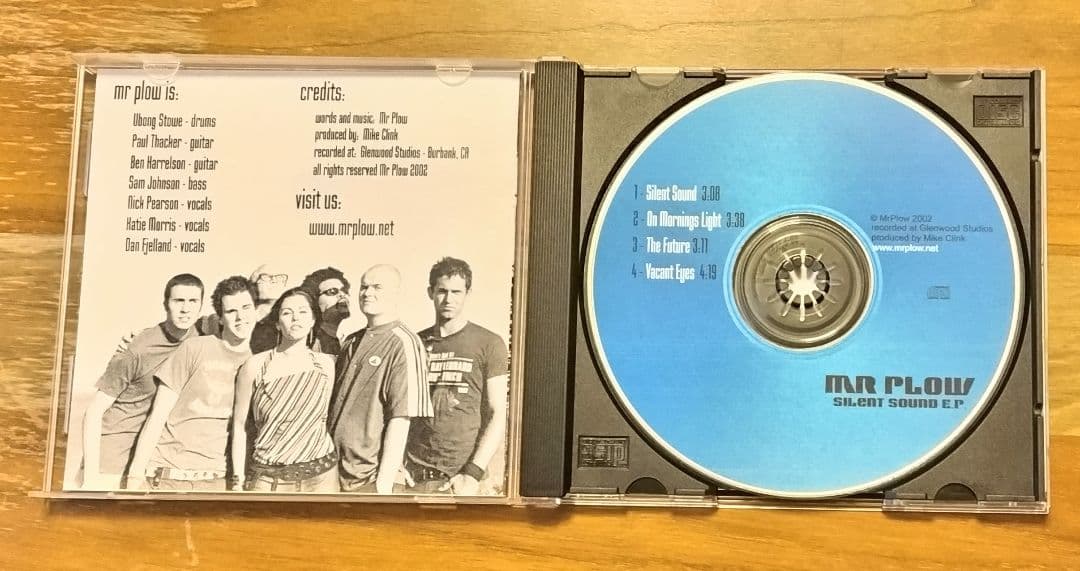 mr plow is:
Ubong Stowe - drums
Paul Thacker - guitar
Ben Harrelson - guitar
Sam Johnson - bass
Nick Pearson - vocals
Katie Morris - vocals
Dan Fjelland - vocals
credits:
words and music: Mr Plow
produced by: Mike Clink
recorded at: Glenwood Studios - Burbank, CA
all rights reserved Mr Plow 2002
visit us:
www.mrplow.net
1 - Silent Sound 3:08
2 - On Mornings Light 3:38
3 - The Future 3:11
4 - Vacant Eyes 4:19
© MrPlow 2002
recorded at Glenwood Studios
produced by Mike Clink
www.mrplow.net
MR PLOW
SILENT SOUND E.P.